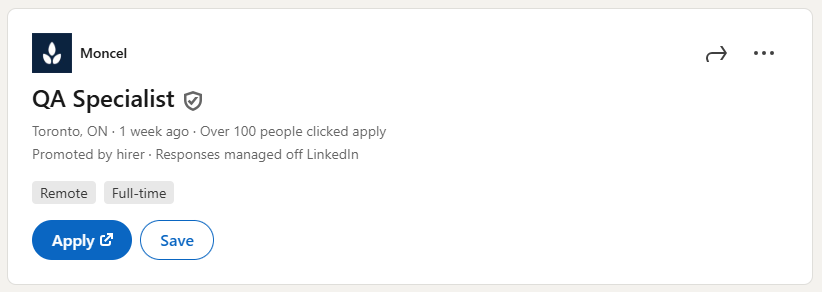 Moncel
QA Specialist
Toronto, ON · 1 week ago · Over 100 people clicked apply
Promoted by hirer · Responses managed off LinkedIn
Remote Full-time
Apply Save